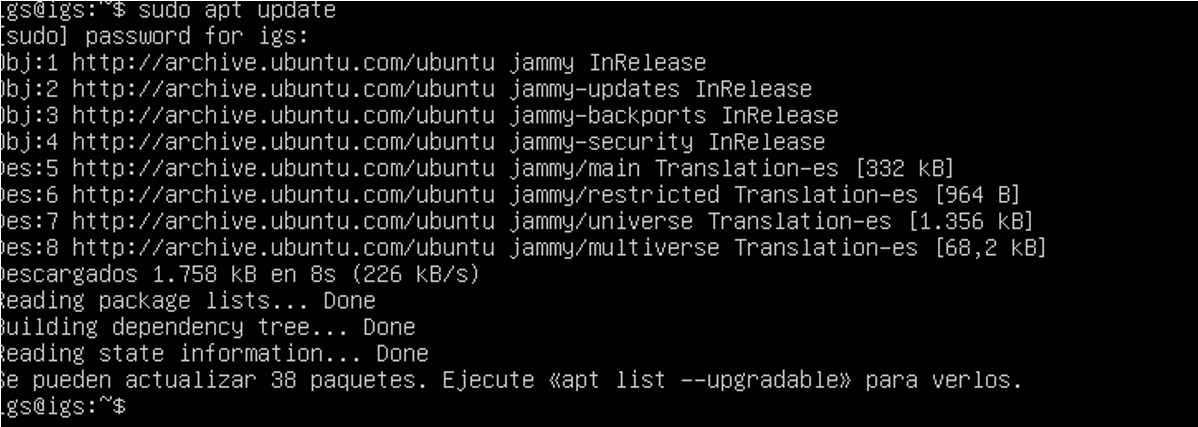 igs@igs:~$ sudo apt update
[sudo] password for igs:
Obj:1 http://archive.ubuntu.com/ubuntu jammy InRelease
Obj:2 http://archive.ubuntu.com/ubuntu jammy-updates InRelease
Obj:3 http://archive.ubuntu.com/ubuntu jammy-backports InRelease
Obj:4 http://archive.ubuntu.com/ubuntu jammy-security InRelease
Des:5 http://archive.ubuntu.com/ubuntu jammy/main Translation-es [332 kB]
Des:6 http://archive.ubuntu.com/ubuntu jammy/restricted Translation-es [964 B]
Des:7 http://archive.ubuntu.com/ubuntu jammy/universe Translation-es [1.356 kB]
Des:8 http://archive.ubuntu.com/ubuntu jammy/multiverse Translation-es [68,2 kB]
Descargados 1.758 kB en 8s (226 kB/s)
Reading package lists... Done
Building dependency tree... Done
Reading state information... Done
Se pueden actualizar 38 paquetes. Ejecute «apt list --upgradable» para verlos.
igs@igs:~$